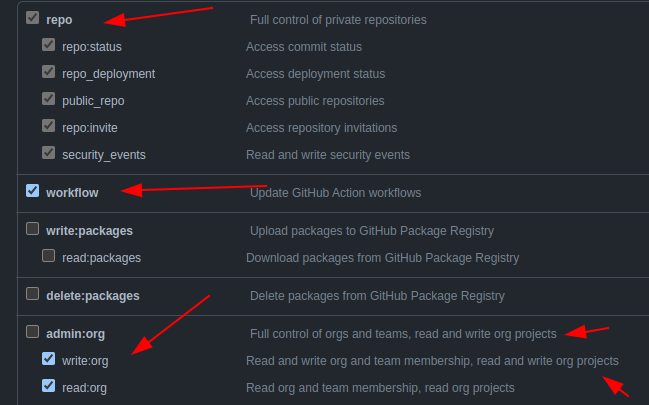 repo Full control of private repositories
repo:status Access commit status
repo_deployment Access deployment status
public_repo Access public repositories
repo:invite Access repository invitations
security_events Read and write security events
workflow Update GitHub Action workflows
write:packages Upload packages to GitHub Package Registry
read:packages Download packages from GitHub Package Registry
delete:packages Delete packages from GitHub Package Registry
admin:org Full control of orgs and teams, read and write org projects
write:org Read and write org and team membership, read and write org projects
read:org Read org and team membership, read org projects